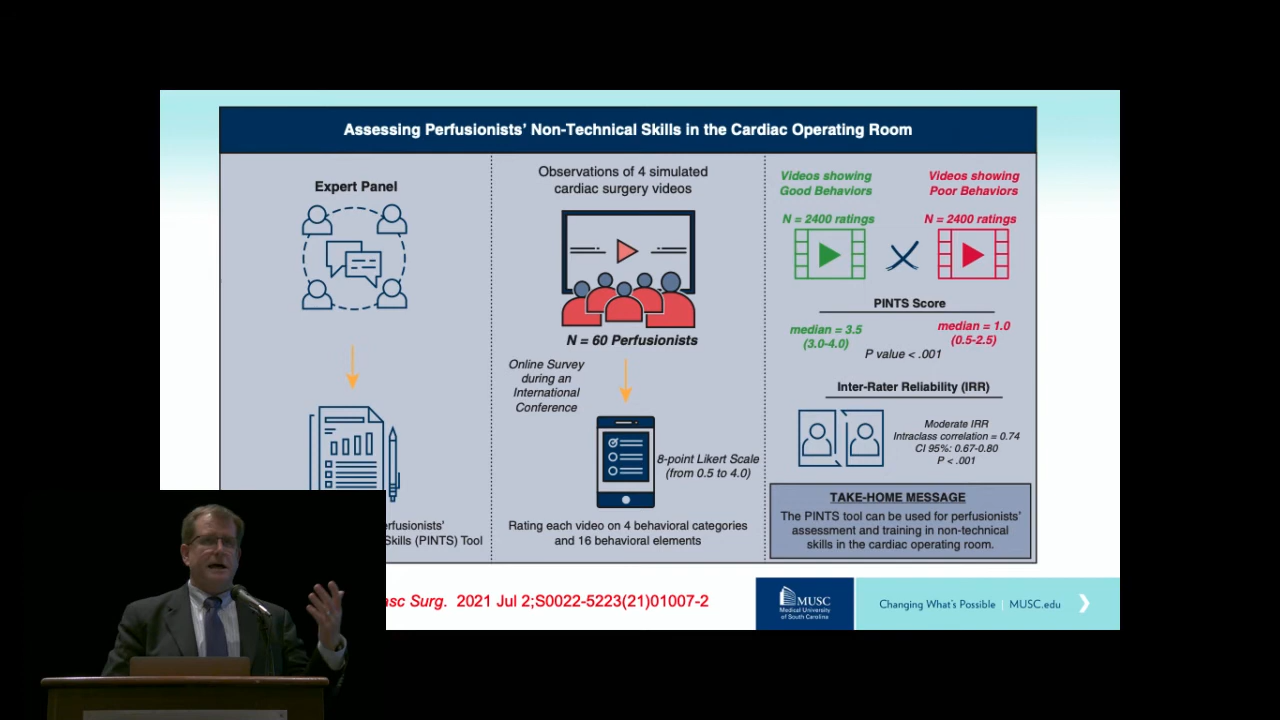 Assessing Perfusionists’ Non-Technical Skills in the Cardiac Operating Room
Expert Panel
Skills (PINTS) Tool
Observations of 4 simulated
cardiac surgery videos
N = 60 Perfusionists
Online Survey
during an
International
Conference
8-point Likert Scale
(from 0.5 to 4.0)
Rating each video on 4 behavioral categories
and 16 behavioral elements
Videos showing
Good Behaviors
Videos showing
Poor Behaviors
N = 2400 ratings
N = 2400 ratings
PINTS Score
median = 3.5
(3.0-4.0)
median = 1.0
(0.5-2.5)
P value < .001
Inter-Rater Reliability (IRR)
Moderate IRR
Intraclass correlation = 0.74
CI 95%: 0.67-0.80
P < .001
TAKE-HOME MESSAGE
The PINTS tool can be used for perfusionists’
assessment and training in non-technical
skills in the cardiac operating room.
Surg. 2021 Jul 2;S0022-5223(21)01007-2
MUSC
Medical University
of South Carolina
Changing What’s Possible | MUSC.edu